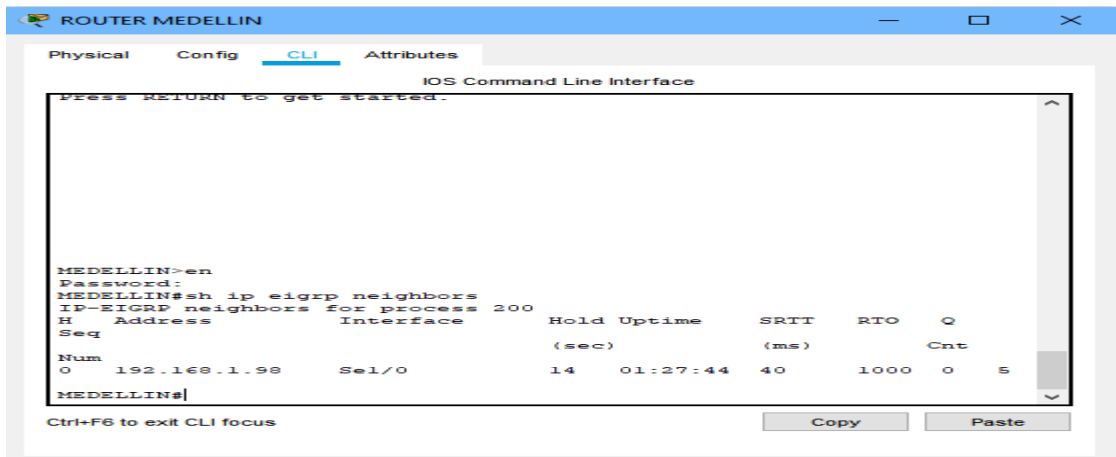 ROUTER MEDELLIN
Physical Config CLI Attributes
IOS Command Line Interface
Press RETURN to get started.
MEDELLIN>en
Password:
MEDELLIN#sh ip eigrp neighbors
IP-EIGRP neighbors for process 200
H Address Interface Hold Uptime SRTT RTO Q
Seq
(sec) (ms) Cnt
Num
0 192.168.1.98 Se1/0 14 01:27:44 40 1000 0 5
MEDELLIN#
Ctrl+F6 to exit CLI focus
Copy Paste